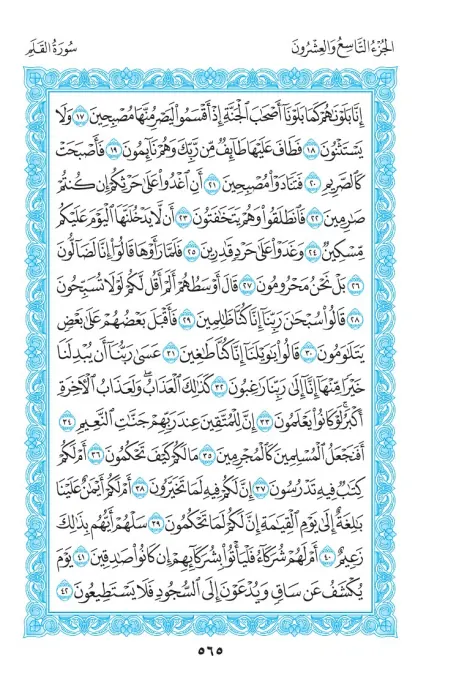 الجُزْءُ التَّاسِعُ وَالعِشْرُونَ
سُورَةُ القَلَمِ
إِنَّا بَلَوْنَٰهُمْ كَمَا بَلَوْنَآ أَصْحَٰبَ ٱلْجَنَّةِ إِذْ أَقْسَمُوا۟ لَيَصْرِمُنَّهَا مُصْبِحِينَ ١٧ وَلَا
يَسْتَثْنُونَ ١٨ فَطَافَ عَلَيْهَا طَآئِفٌ مِّن رَّبِّكَ وَهُمْ نَآئِمُونَ ١٩ فَأَصْبَحَتْ
كَٱلصَّرِيمِ ٢٠ فَتَنَادَوْا۟ مُصْبِحِينَ ٢١ أَنِ ٱغْدُوا۟ عَلَىٰ حَرْثِكُمْ إِن كُنتُمْ
صَٰرِمِينَ ٢٢ فَٱنطَلَقُوا۟ وَهُمْ يَتَخَٰفَتُونَ ٢٣ أَن لَّا يَدْخُلَنَّهَا ٱلْيَوْمَ عَلَيْكُم
مِّسْكِينٌ ٢٤ وَغَدَوْا۟ عَلَىٰ حَرْدٍ قَٰدِرِينَ ٢٥ فَلَمَّا رَأَوْهَا قَالُوٓا۟ إِنَّا لَضَآلُّونَ
٢٦ بَلْ نَحْنُ مَحْرُومُونَ ٢٧ قَالَ أَوْسَطُهُمْ أَلَمْ أَقُل لَّكُمْ لَوْلَا تُسَبِّحُونَ
٢٨ قَالُوا۟ سُبْحَٰنَ رَبِّنَآ إِنَّا كُنَّا ظَٰلِمِينَ ٢٩ فَأَقْبَلَ بَعْضُهُمْ عَلَىٰ بَعْضٍ
يَتَلَٰوَمُونَ ٣٠ قَالُوا۟ يَٰوَيْلَنَآ إِنَّا كُنَّا طَٰغِينَ ٣١ عَسَىٰ رَبُّنَآ أَن يُبْدِلَنَا
خَيْرًا مِّنْهَآ إِنَّآ إِلَىٰ رَبِّنَا رَٰغِبُونَ ٣٢ كَذَٰلِكَ ٱلْعَذَابُ ۖ وَلَعَذَابُ ٱلْءَاخِرَةِ
أَكْبَرُ ۚ لَوْ كَانُوا۟ يَعْلَمُونَ ٣٣ إِنَّ لِلْمُتَّقِينَ عِندَ رَبِّهِمْ جَنَّٰتِ ٱلنَّعِيمِ ٣٤
أَفَنَجْعَلُ ٱلْمُسْلِمِينَ كَٱلْمُجْرِمِينَ ٣٥ مَا لَكُمْ كَيْفَ تَحْكُمُونَ ٣٦ أَمْ لَكُمْ
كِتَٰبٌ فِيهِ تَدْرُسُونَ ٣٧ إِنَّ لَكُمْ فِيهِ لَمَا تَخَيَّرُونَ ٣٨ أَمْ لَكُمْ أَيْمَٰنٌ عَلَيْنَا
بَٰلِغَةٌ إِلَىٰ يَوْمِ ٱلْقِيَٰمَةِ ۙ إِنَّ لَكُمْ لَمَا تَحْكُمُونَ ٣٩ سَلْهُمْ أَيُّهُم بِذَٰلِكَ
زَعِيمٌ ٤٠ أَمْ لَهُمْ شُرَكَآءُ فَلْيَأْتُوا۟ بِشُرَكَآئِهِمْ إِن كَانُوا۟ صَٰدِقِينَ ٤١ يَوْمَ
يُكْشَفُ عَن سَاقٍ وَيُدْعَوْنَ إِلَى ٱلسُّجُودِ فَلَا يَسْتَطِيعُونَ ٤٢
٥٦٥